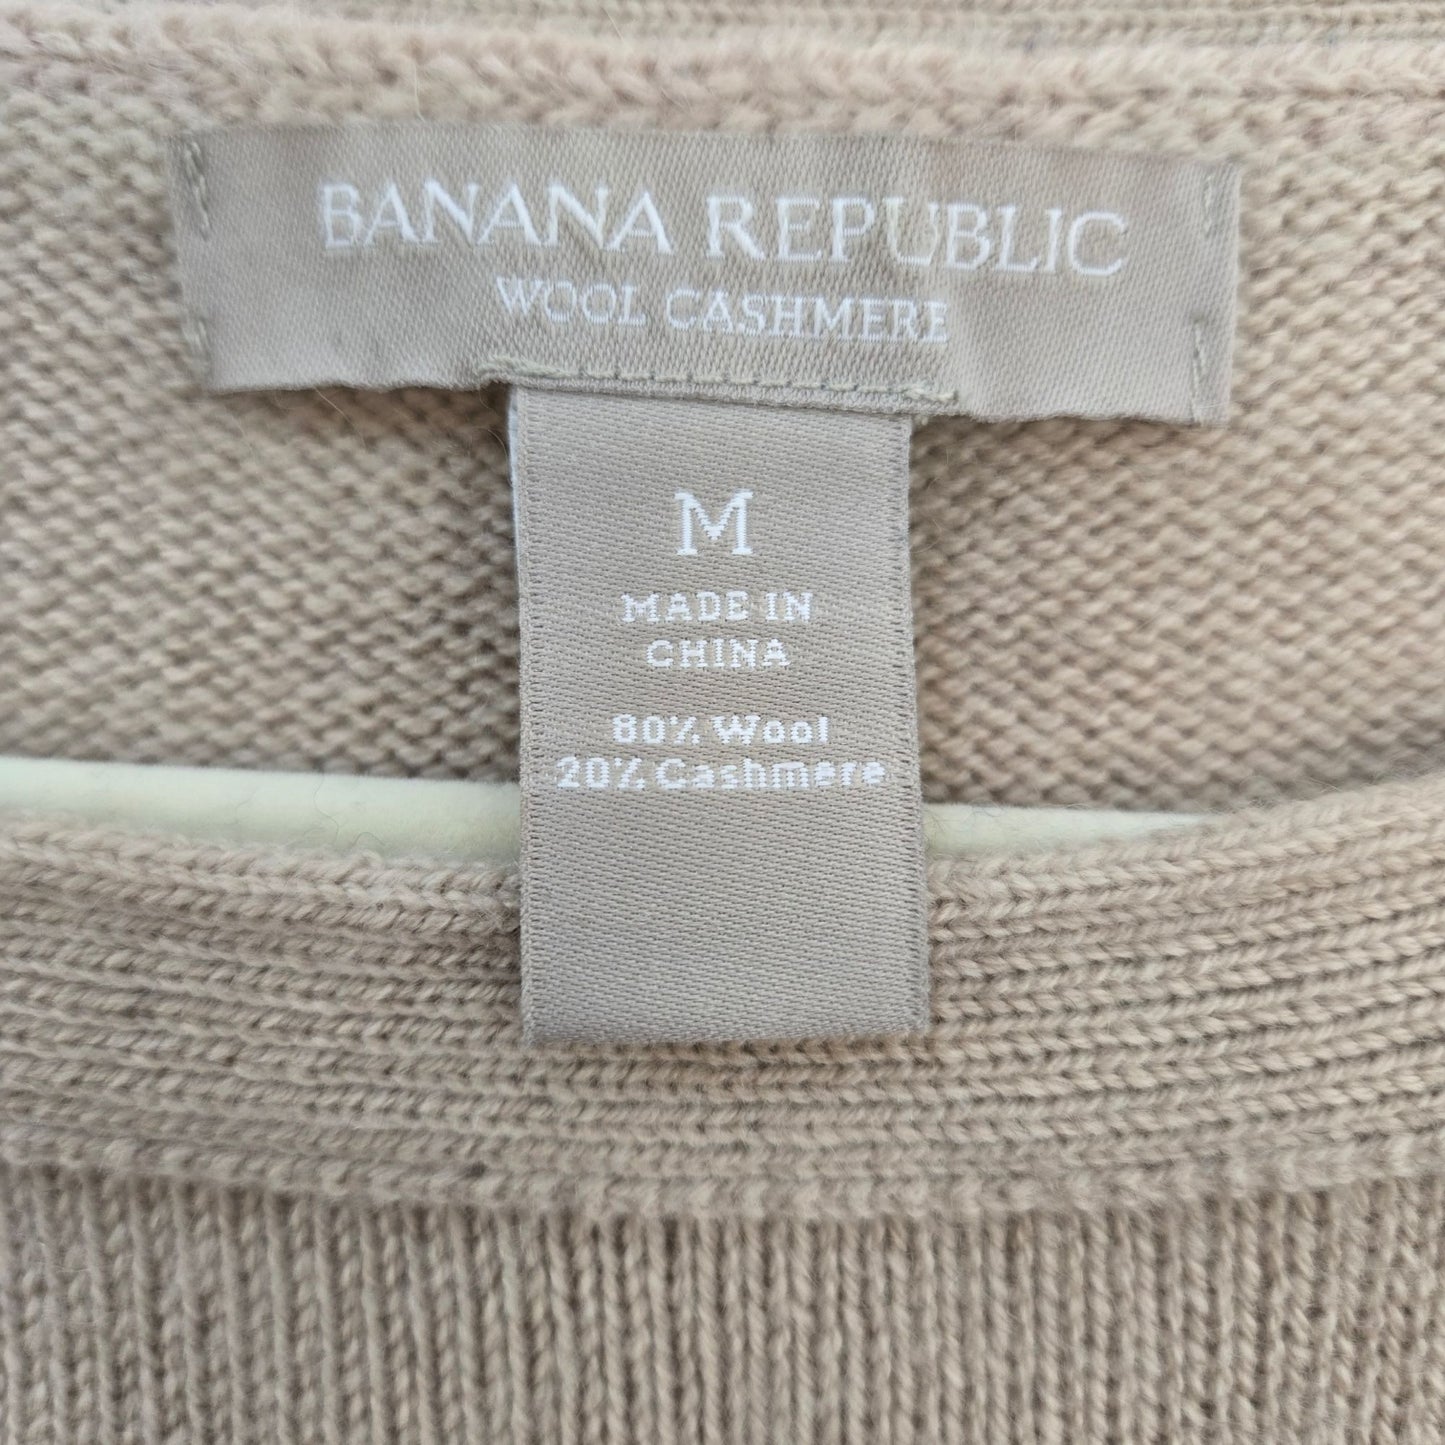 BANANA REPUBLIC
WOOL CASHMERE
M
MADE IN
CHINA
80% Wool
20% Cashmere